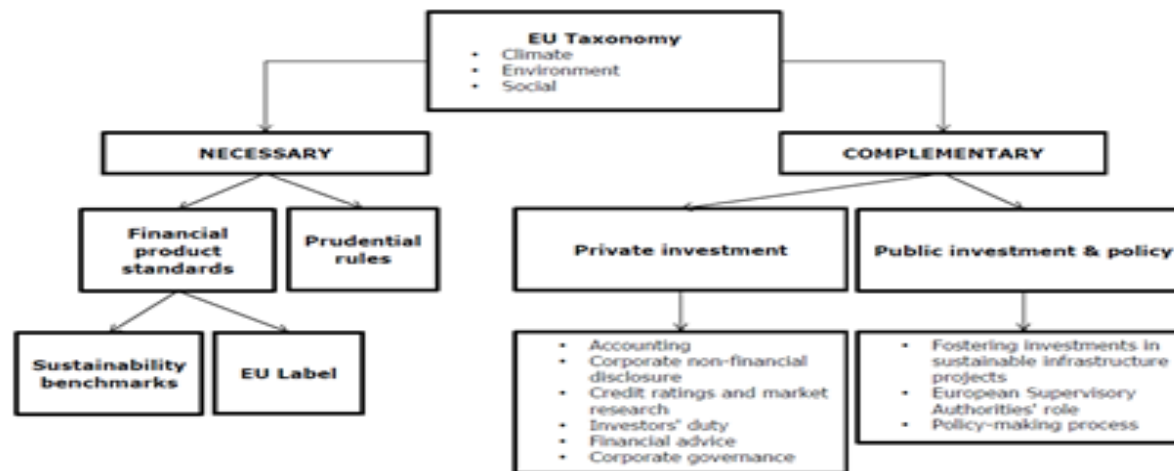 EU Taxonomy
• Climate
• Environment
• Social
NECESSARY
COMPLEMENTARY
Financial
product
standards
Prudential
rules
Private investment
Public investment & policy
Sustainability
benchmarks
EU Label
• Accounting
• Corporate non-financial
disclosure
• Credit ratings and market
research
• Investors' duty
• Financial advice
• Corporate governance
• Fostering investments in
sustainable infrastructure
projects
• European Supervisory
Authorities' role
• Policy-making process